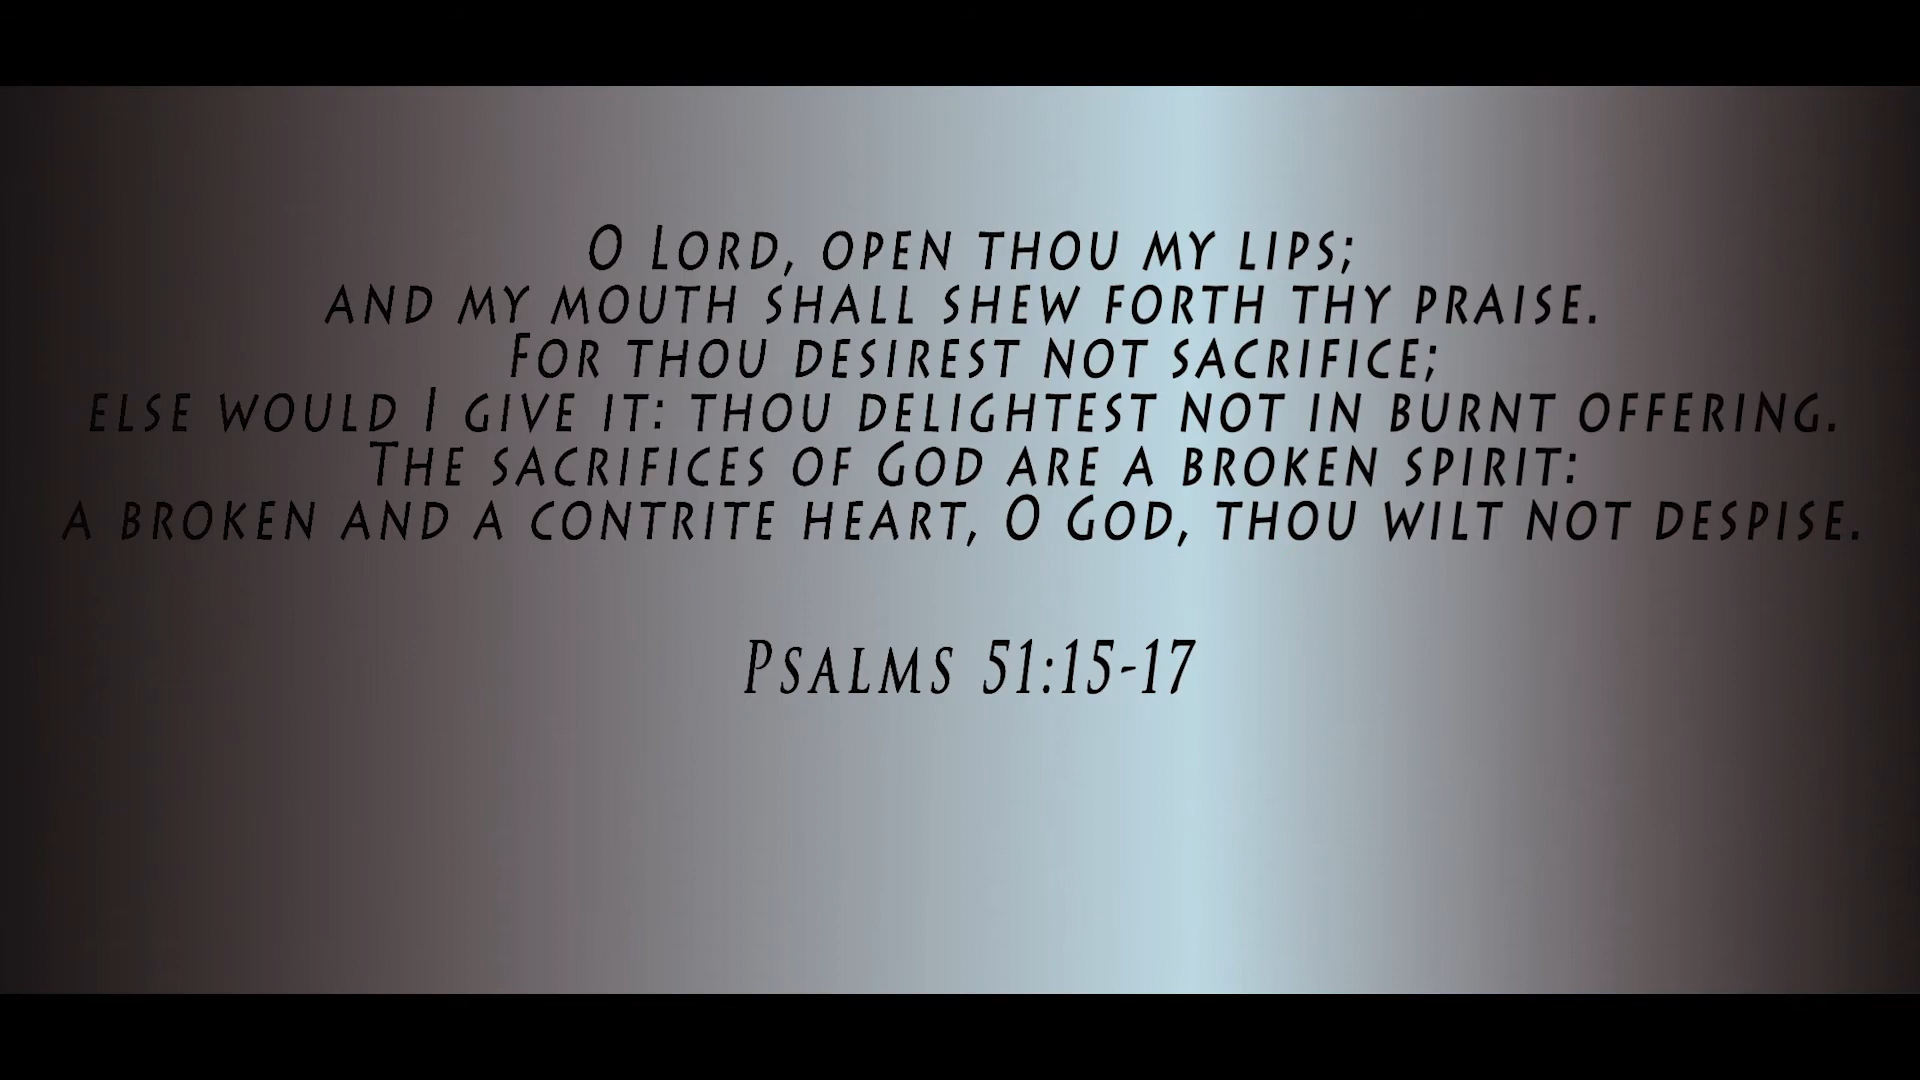 O Lord, open thou my lips;
and my mouth shall shew forth thy praise.
For thou desirest not sacrifice;
else would I give it: thou delightest not in burnt offering.
The sacrifices of God are a broken spirit:
a broken and a contrite heart, O God, thou wilt not despise.
Psalms 51:15-17